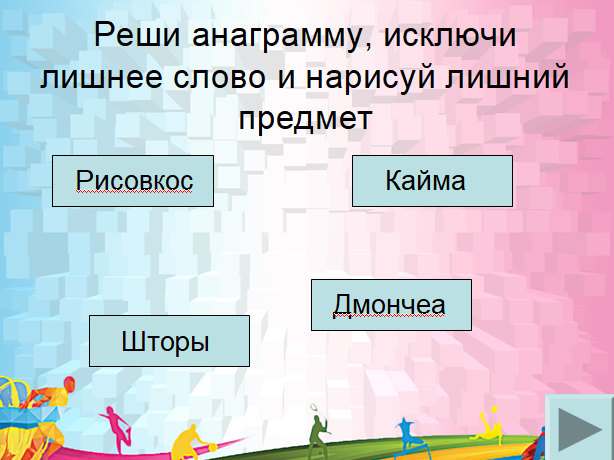 Реши анаграмму, исключи
лишнее слово и нарисуй лишний
предмет
Рисовкос
Кайма
Дмончеа
Шторы